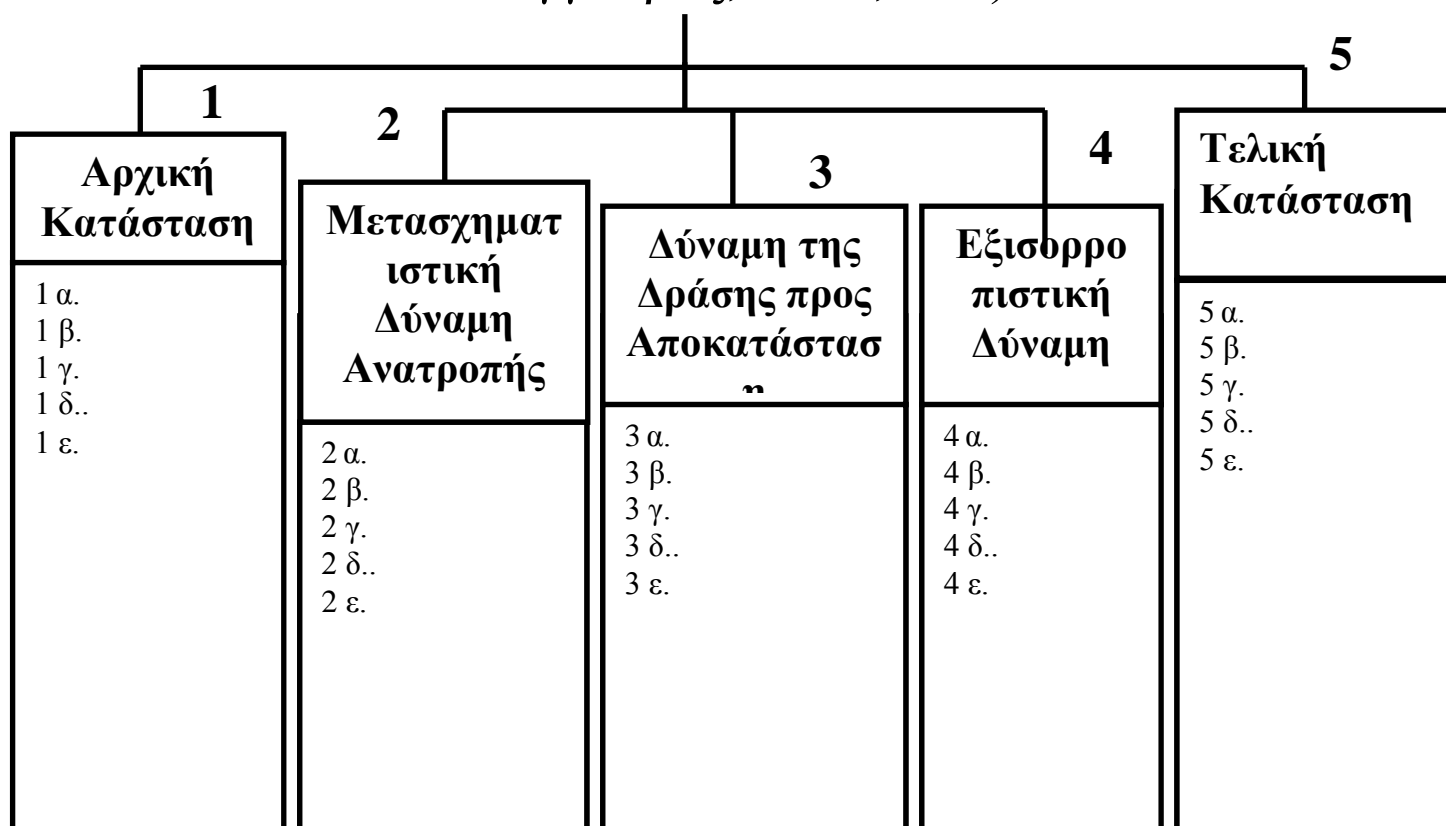 5
1
2
4
3
Αρχική
Κατάσταση
1 α.
1 β.
1 γ.
1 δ..
1 ε.
Μετασχηματ
ιστική
Δύναμη
Ανατροπής
2 α.
2 β.
2 γ.
2 δ..
2 ε.
Δύναμη της
Δράσης προς
Αποκατάστασ
η
3 α.
3 β.
3 γ.
3 δ..
3 ε.
Εξισορρο
πιστική
Δύναμη
4 α.
4 β.
4 γ.
4 δ..
4 ε.
Τελική
Κατάσταση
5 α.
5 β.
5 γ.
5 δ..
5 ε.